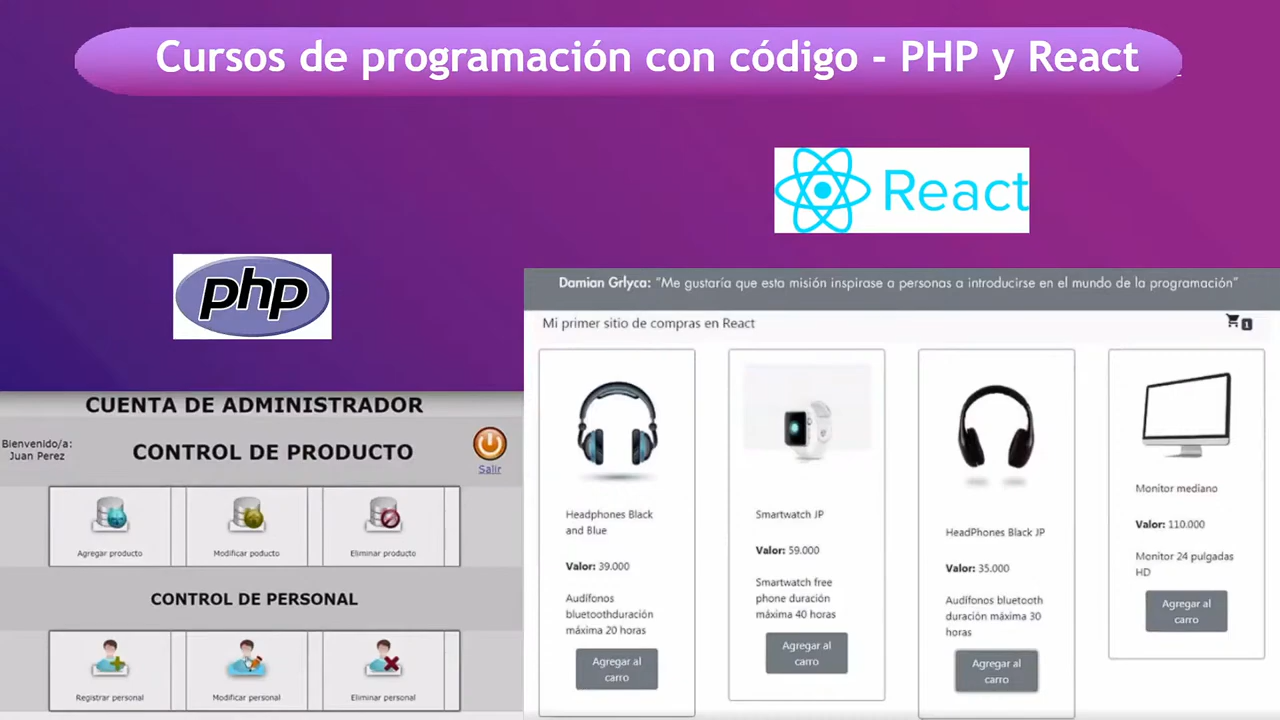 Cursos de programación con código - PHP y React
React
php
CUENTA DE ADMINISTRADOR
Bienvenido/a:
Juan Perez
CONTROL DE PRODUCTO
Salir
Agregar producto
Modificar poducto
Eliminar producto
CONTROL DE PERSONAL
Registrar personal
Modificar personal
Eliminar personal
Damian Grlyca: “Me gustaría que esta misión inspirase a personas a introducirse en el mundo de la programación”
Mi primer sitio de compras en React
1
Headphones Black
and Blue
Valor: 39.000
Audífonos
bluetoothduración
máxima 20 horas
Agregar al
carro
Smartwatch JP
Valor: 59.000
Smartwatch free
phone duración
máxima 40 horas
Agregar al
carro
HeadPhones Black JP
Valor: 35.000
Audífonos bluetooth
duración máxima 30
horas
Agregar al
carro
Monitor mediano
Valor: 110.000
Monitor 24 pulgadas
HD
Agregar al
carro